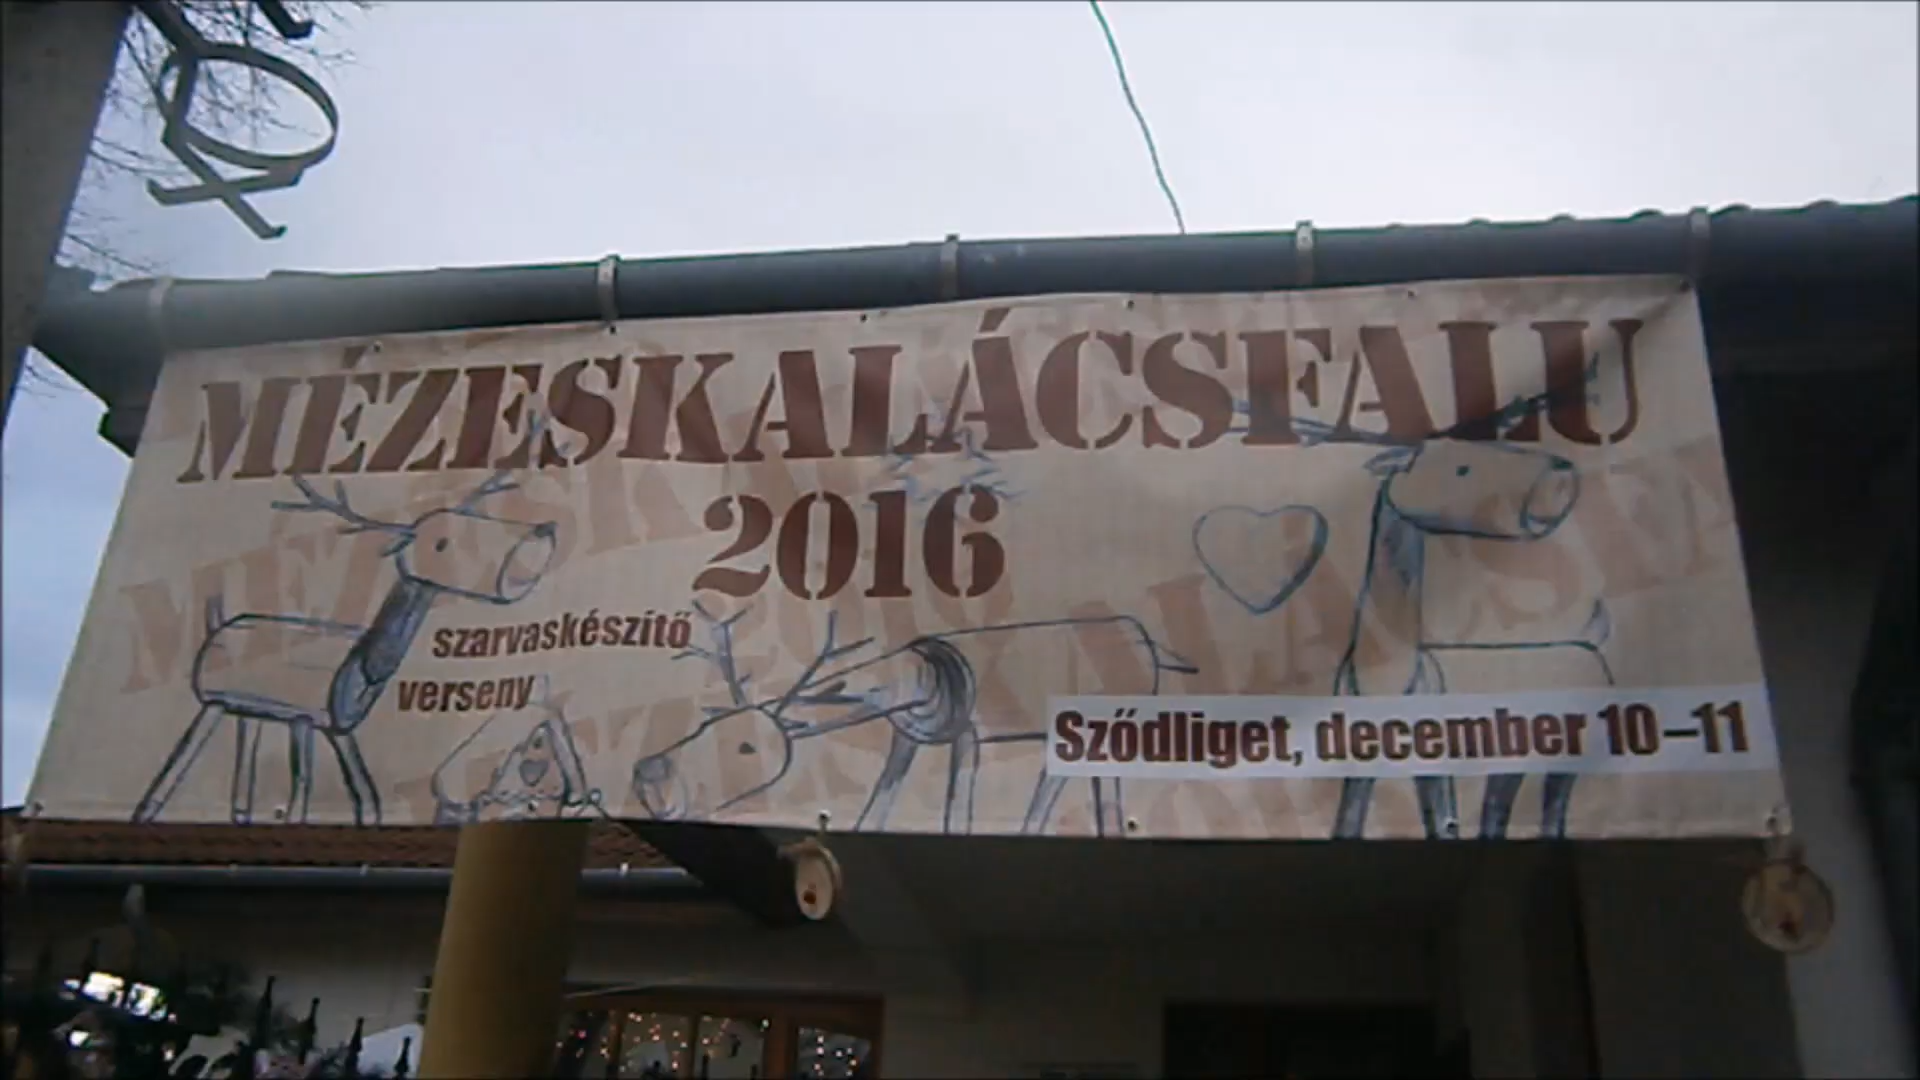 MÉZESKALÁCSFALU
2016
szarvaskészítő
verseny
Sződliget, december 10–11